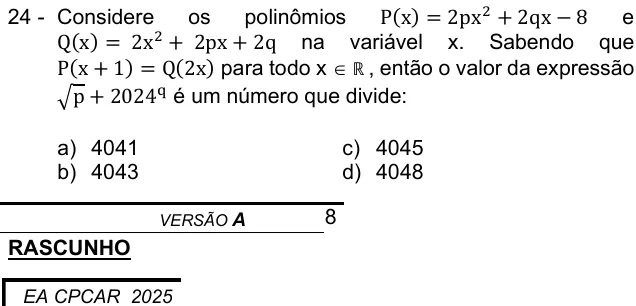 24 - Considere os polinômios P(x) = 2px² + 2qx − 8 e
Q(x) = 2x² + 2px + 2q na variável x. Sabendo que
P(x + 1) = Q(2x) para todo x ∈ ℝ , então o valor da expressão
√p + 2024^q é um número que divide:
a) 4041 c) 4045
b) 4043 d) 4048
VERSÃO A 8
RASCUNHO
EA CPCAR 2025